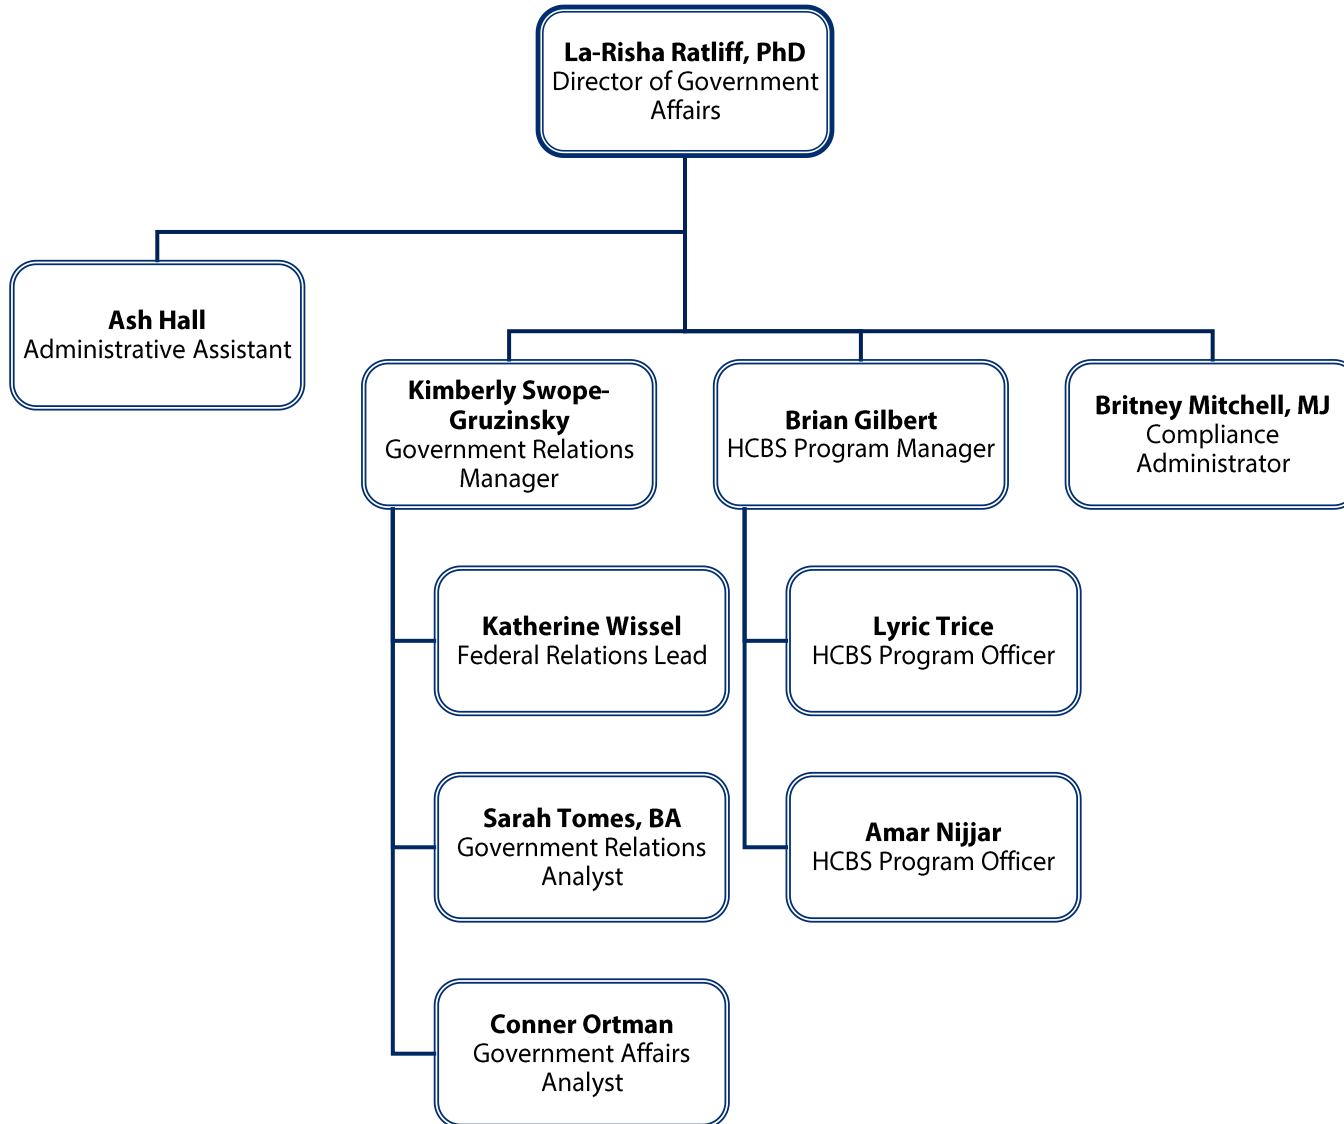 La-Risha Ratliff, PhD
Director of Government
Affairs
Ash Hall
Administrative Assistant
Kimberly Swope-
Gruzinsky
Government Relations
Manager
Brian Gilbert
HCBS Program Manager
Britney Mitchell, MJ
Compliance
Administrator
Katherine Wissel
Federal Relations Lead
Lyric Trice
HCBS Program Officer
Sarah Tomes, BA
Government Relations
Analyst
Amar Nijjar
HCBS Program Officer
Conner Ortman
Government Affairs
Analyst